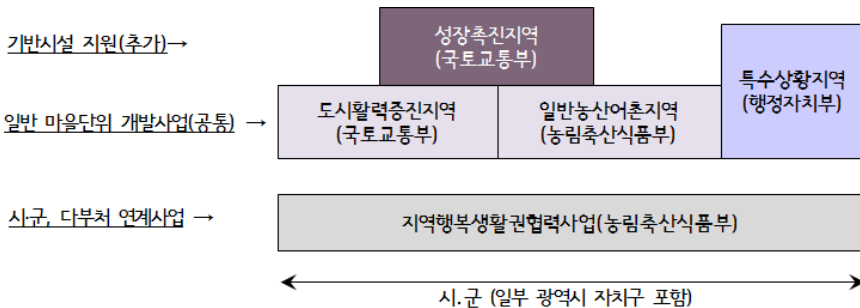 기반시설 지원(추가)→
성장촉진지역
(국토교통부)
특수상황지역
(행정자치부)
일반 마을단위 개발사업(공통) →
도시활력증진지역
(국토교통부)
일반농산어촌지역
(농림축산식품부)
시·군, 다부처 연계사업 →
지역행복생활권협력사업(농림축산식품부)
시.군 (일부 광역시 자치구 포함)